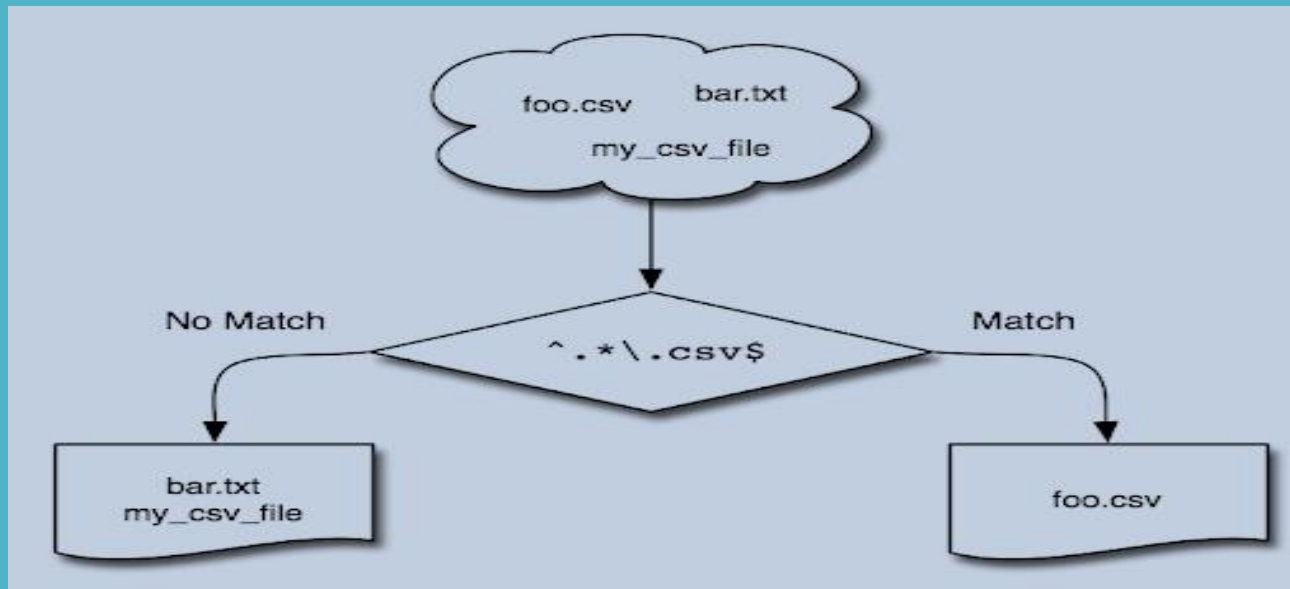 foo.csv bar.txt
my_csv_file
No Match
Match
^.*\.csv$
bar.txt
my_csv_file
foo.csv